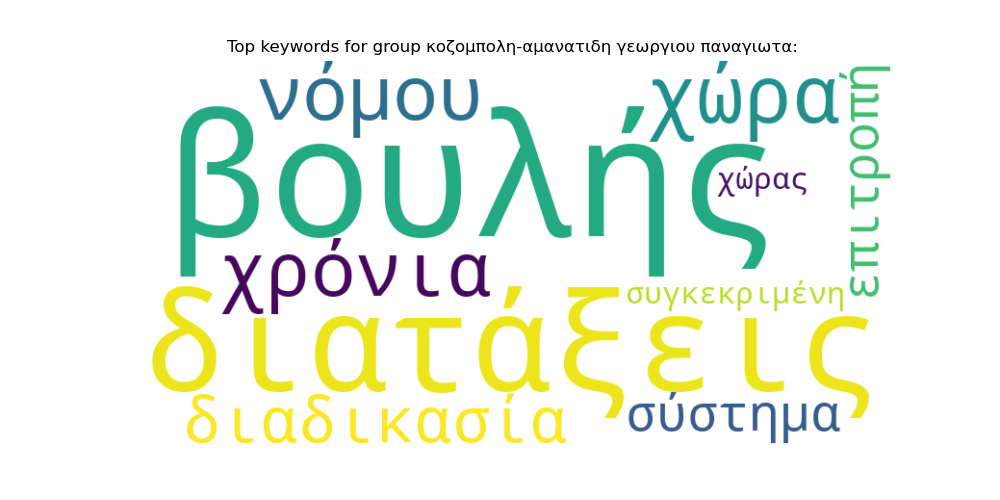 Top keywords for group κοζομπολη-αμανατιδη γεωργιου παναγιωτα:
νόμου
χώρα
επιτροπή
βουλής
χώρας
χρόνια
συγκεκριμένη
διατάξεις
διαδικασία
σύστημα